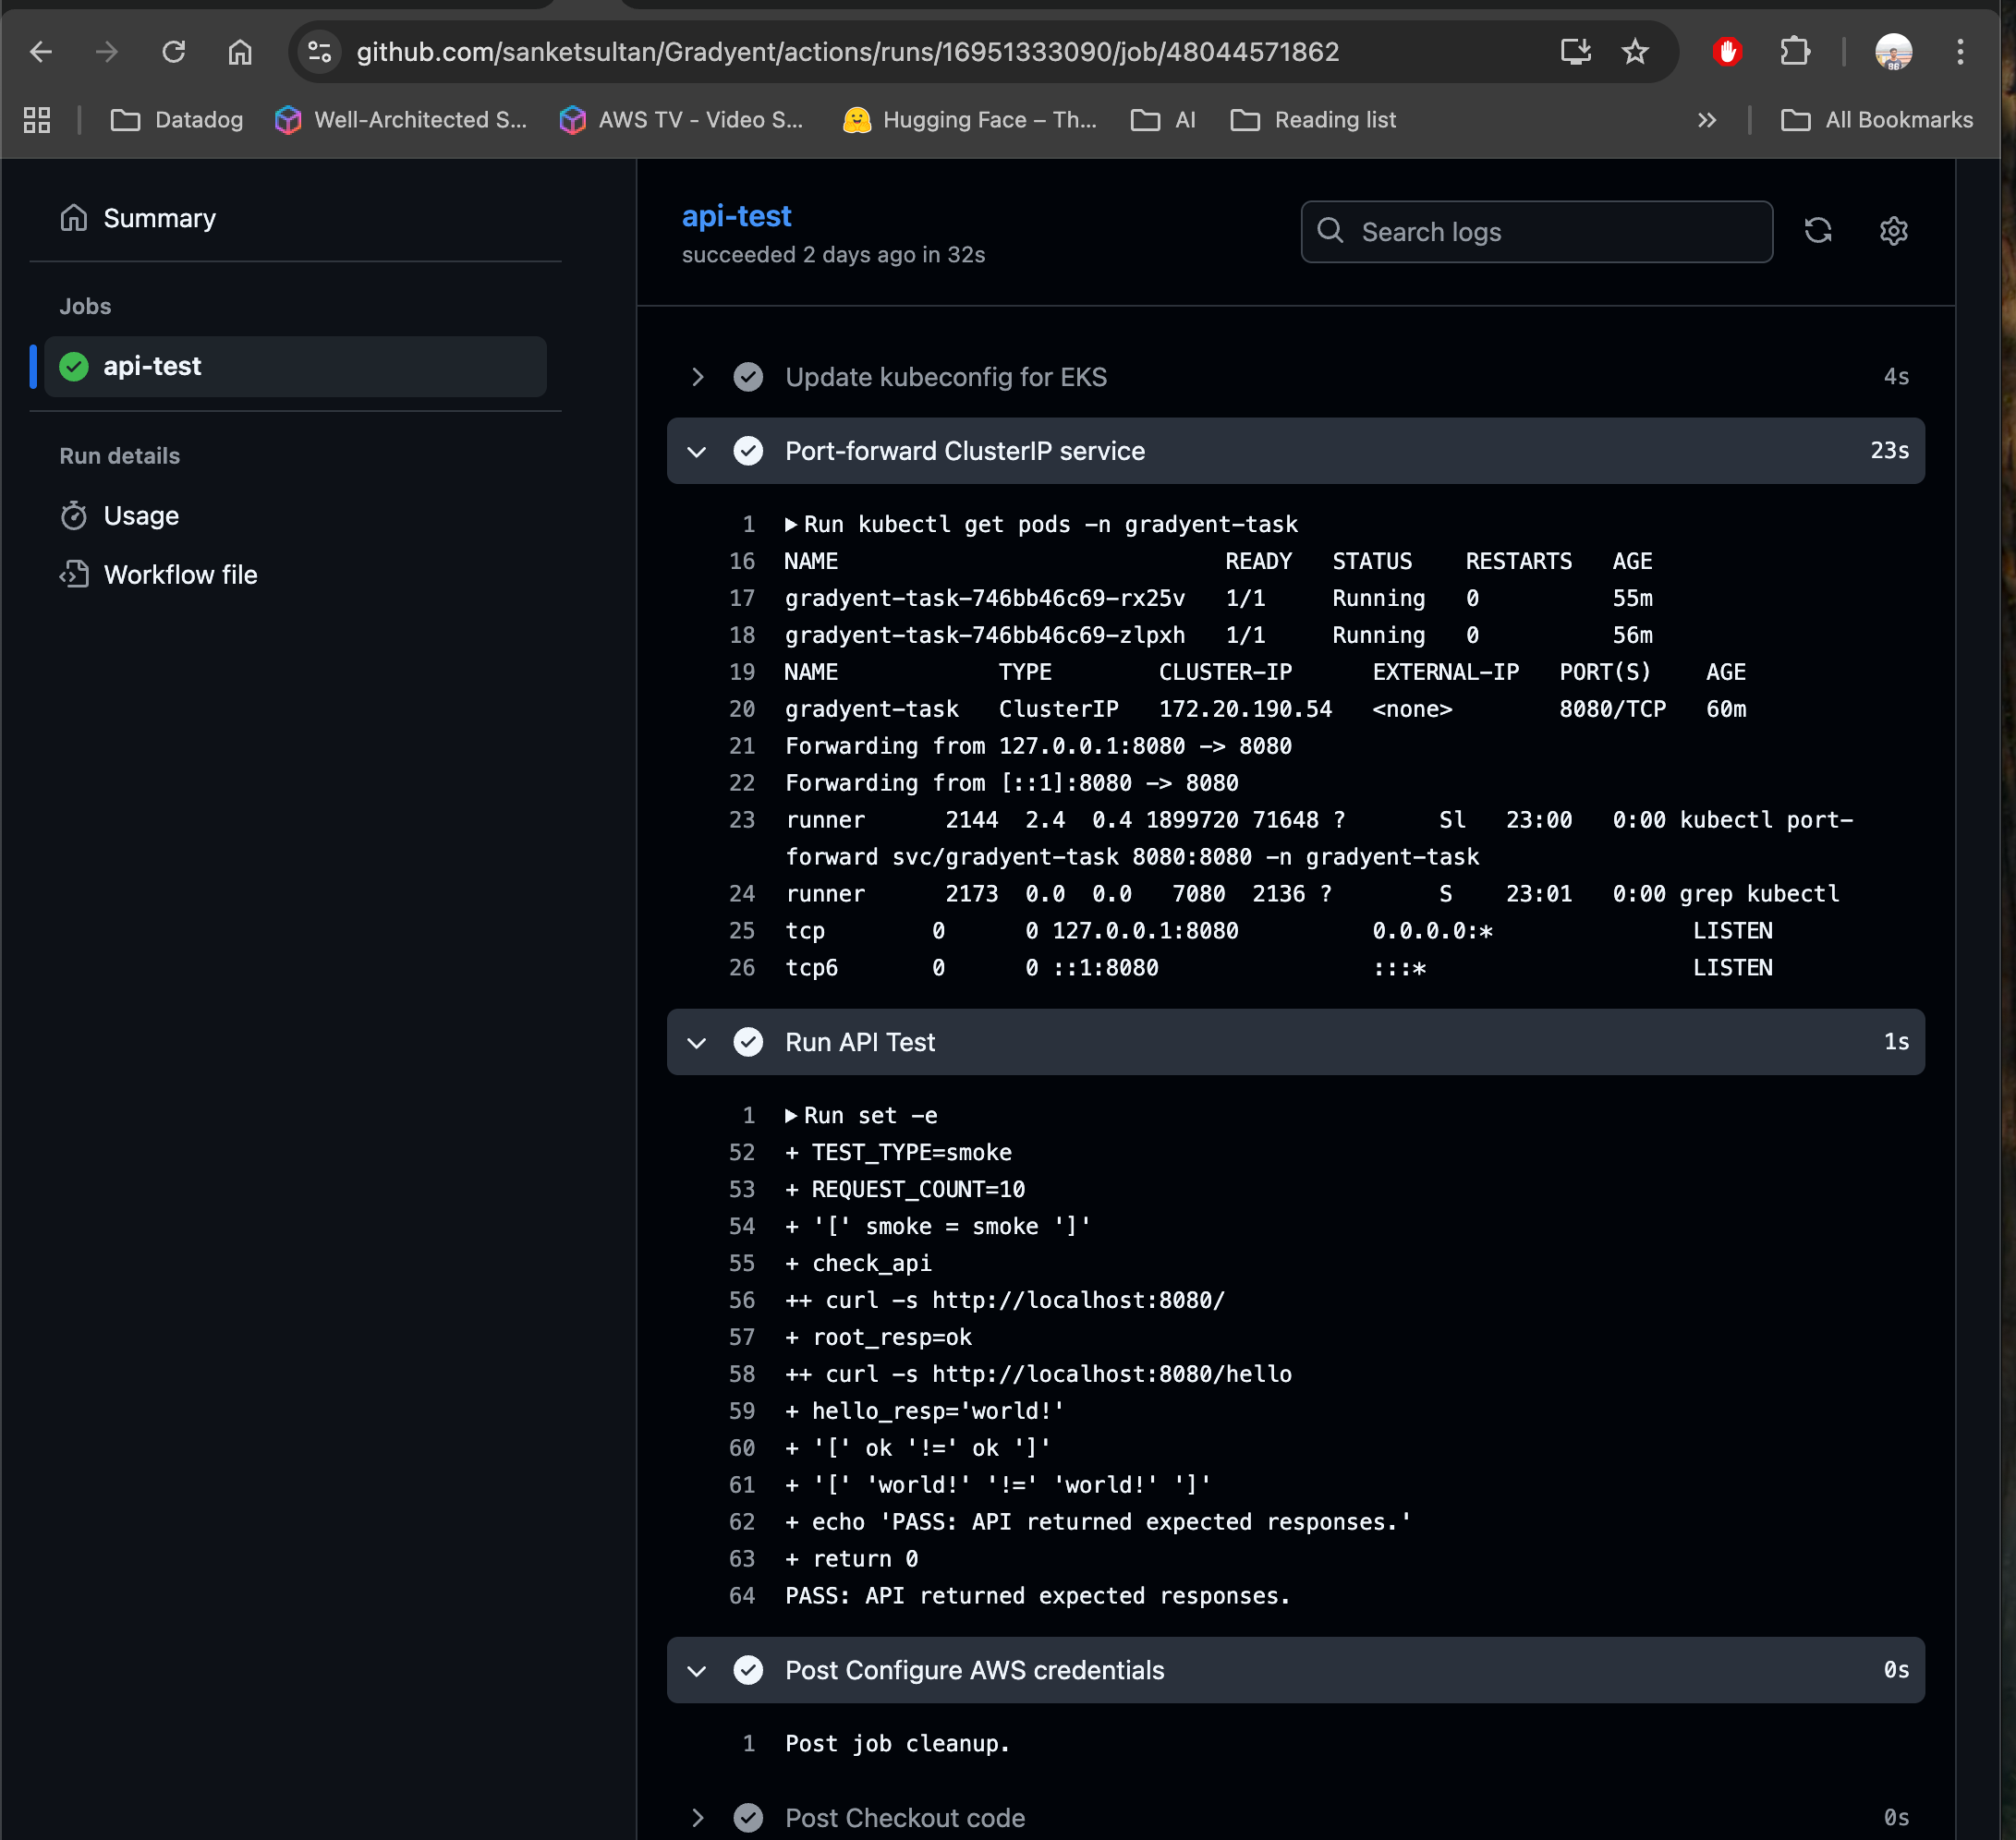 github.com/sanketsultan/Gradyent/actions/runs/16951333090/job/48044571862
Datadog
Well-Architected S...
AWS TV - Video S...
Hugging Face – Th...
AI
Reading list
All Bookmarks
Summary
Jobs
api-test
Run details
Usage
Workflow file
api-test
succeeded 2 days ago in 32s
Search logs
Update kubeconfig for EKS 4s
Port-forward ClusterIP service 23s
1 Run kubectl get pods -n gradyent-task
16 NAME READY STATUS RESTARTS AGE
17 gradyent-task-746bb46c69-rx25v 1/1 Running 0 55m
18 gradyent-task-746bb46c69-zlpxh 1/1 Running 0 56m
19 NAME TYPE CLUSTER-IP EXTERNAL-IP PORT(S) AGE
20 gradyent-task ClusterIP 172.20.190.54 <none> 8080/TCP 60m
21 Forwarding from 127.0.0.1:8080 -> 8080
22 Forwarding from [::1]:8080 -> 8080
23 runner 2144 2.4 0.4 1899720 71648 ? Sl 23:00 0:00 kubectl port-
forward svc/gradyent-task 8080:8080 -n gradyent-task
24 runner 2173 0.0 0.0 7080 2136 ? S 23:01 0:00 grep kubectl
25 tcp 0 0 127.0.0.1:8080 0.0.0.0:* LISTEN
26 tcp6 0 0 ::1:8080 :::* LISTEN
Run API Test 1s
1 Run set -e
52 + TEST_TYPE=smoke
53 + REQUEST_COUNT=10
54 + '[' smoke = smoke ']'
55 + check_api
56 ++ curl -s http://localhost:8080/
57 + root_resp=ok
58 ++ curl -s http://localhost:8080/hello
59 + hello_resp='world!'
60 + '[' ok '!=' ok ']'
61 + '[' 'world!' '!=' 'world!' ']'
62 + echo 'PASS: API returned expected responses.'
63 + return 0
64 PASS: API returned expected responses.
Post Configure AWS credentials 0s
1 Post job cleanup.
Post Checkout code 0s